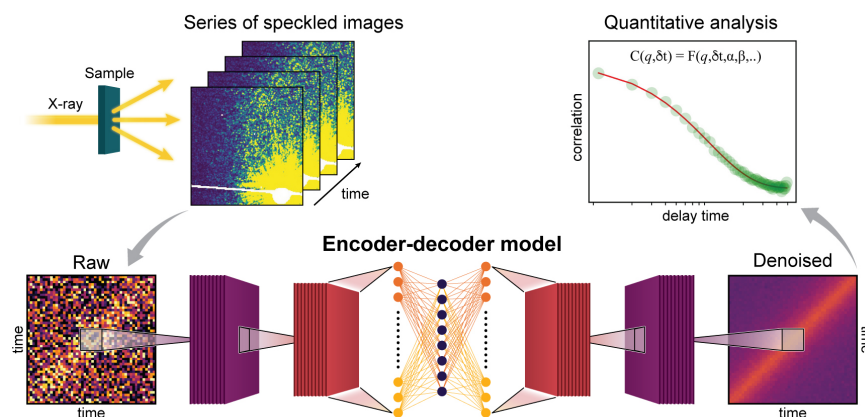 Series of speckled images
Sample
X-ray
time
Quantitative analysis
C(q,δt) = F(q,δt,α,β,..)
correlation
delay time
Encoder-decoder model
Raw
time
time
Denoised
time
time